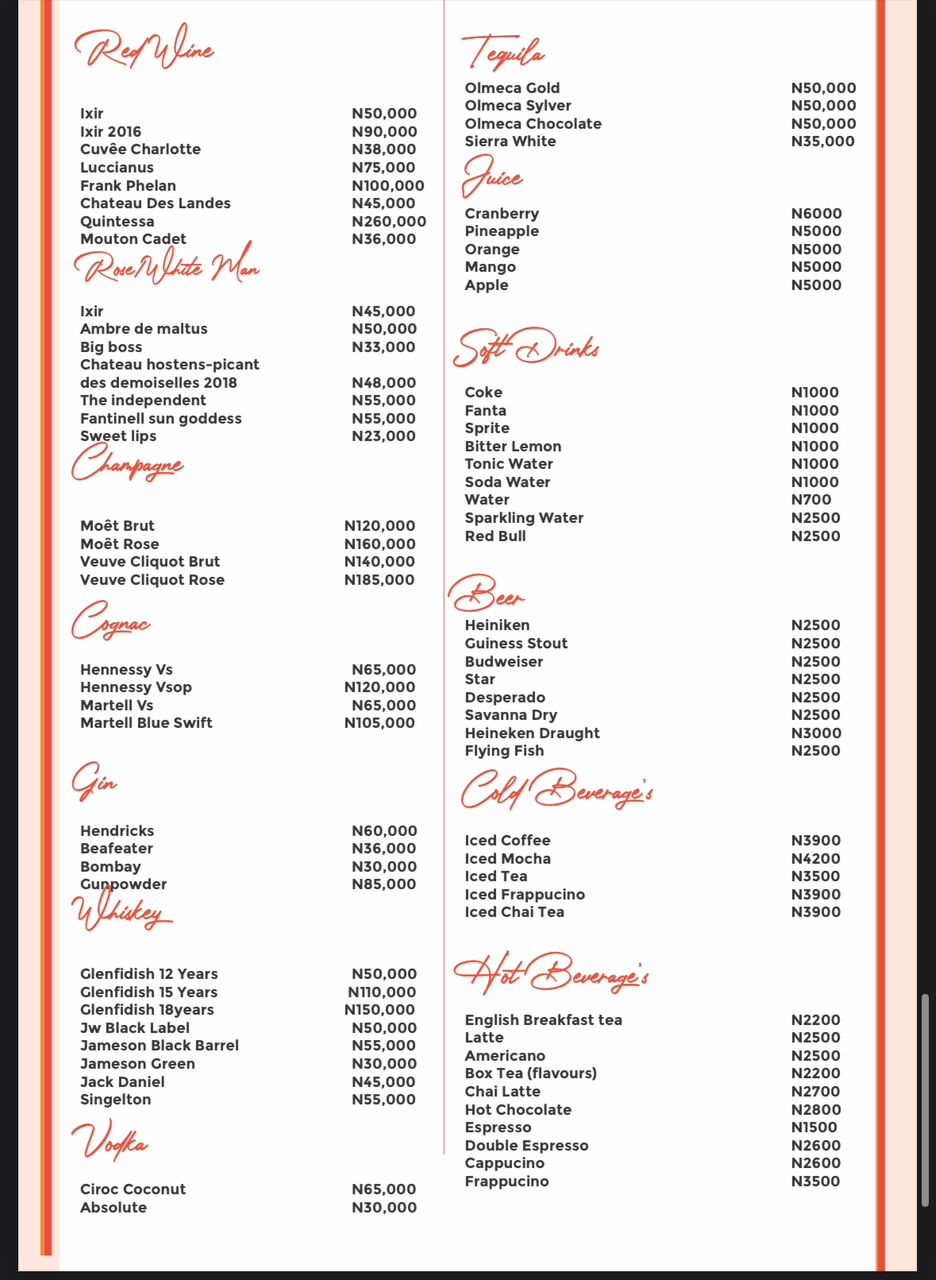 Red Wine
Ixir N50,000
Ixir 2016 N90,000
Cuvêe Charlotte N38,000
Luccianus N75,000
Frank Phelan N100,000
Chateau Des Landes N45,000
Quintessa N260,000
Mouton Cadet N36,000
Rose/White Man
Ixir N45,000
Ambre de maltus N50,000
Big boss N33,000
Chateau hostens-picant
des demoiselles 2018 N48,000
The independent N55,000
Fantinell sun goddess N55,000
Sweet lips N23,000
Champagne
Moêt Brut N120,000
Moêt Rose N160,000
Veuve Cliquot Brut N140,000
Veuve Cliquot Rose N185,000
Cognac
Hennessy Vs N65,000
Hennessy Vsop N120,000
Martell Vs N65,000
Martell Blue Swift N105,000
Gin
Hendricks N60,000
Beafeater N36,000
Bombay N30,000
Gunpowder N85,000
Whiskey
Glenfidish 12 Years N50,000
Glenfidish 15 Years N110,000
Glenfidish 18years N150,000
Jw Black Label N50,000
Jameson Black Barrel N55,000
Jameson Green N30,000
Jack Daniel N45,000
Singelton N55,000
Vodka
Ciroc Coconut N65,000
Absolute N30,000
Tequila
Olmeca Gold N50,000
Olmeca Sylver N50,000
Olmeca Chocolate N50,000
Sierra White N35,000
Juice
Cranberry N6000
Pineapple N5000
Orange N5000
Mango N5000
Apple N5000
Soft Drinks
Coke N1000
Fanta N1000
Sprite N1000
Bitter Lemon N1000
Tonic Water N1000
Soda Water N1000
Water N700
Sparkling Water N2500
Red Bull N2500
Beer
Heiniken N2500
Guiness Stout N2500
Budweiser N2500
Star N2500
Desperado N2500
Savanna Dry N2500
Heineken Draught N3000
Flying Fish N2500
Cold Beverage's
Iced Coffee N3900
Iced Mocha N4200
Iced Tea N3500
Iced Frappucino N3900
Iced Chai Tea N3900
Hot Beverage's
English Breakfast tea N2200
Latte N2500
Americano N2500
Box Tea (flavours) N2200
Chai Latte N2700
Hot Chocolate N2800
Espresso N1500
Double Espresso N2600
Cappucino N2600
Frappucino N3500